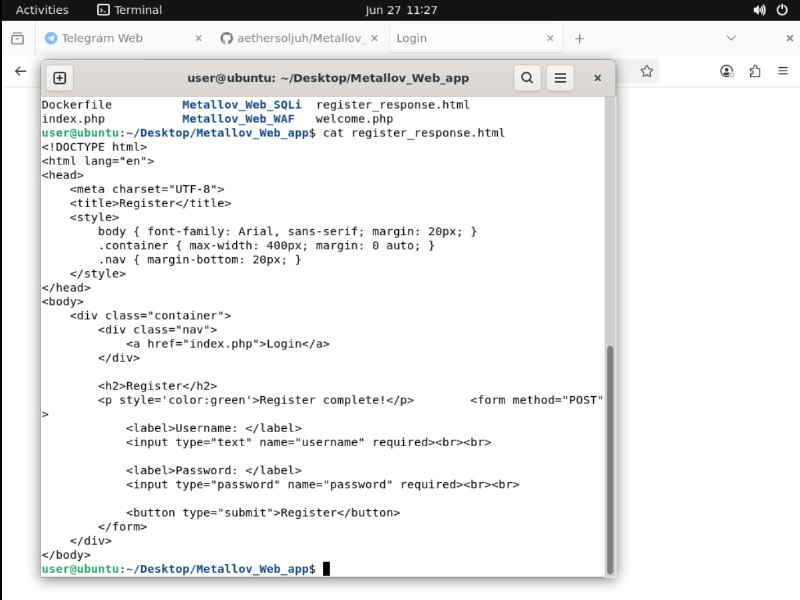 Activities Terminal Jun 27 11:27
Telegram Web × aethersoljuh/Metallov_ × Login ×
user@ubuntu: ~/Desktop/Metallov_Web_app
Dockerfile          Metallov_Web_SQLi  register_response.html
index.php           Metallov_Web_WAF   welcome.php
user@ubuntu:~/Desktop/Metallov_Web_app$ cat register_response.html
<!DOCTYPE html>
<html lang="en">
<head>
    <meta charset="UTF-8">
    <title>Register</title>
    <style>
        body { font-family: Arial, sans-serif; margin: 20px; }
        .container { max-width: 400px; margin: 0 auto; }
        .nav { margin-bottom: 20px; }
    </style>
</head>
<body>
    <div class="container">
        <div class="nav">
            <a href="index.php">Login</a>
        </div>
        <h2>Register</h2>
        <p style='color:green'>Register complete!</p>        <form method="POST"
>
            <label>Username: </label>
            <input type="text" name="username" required><br><br>
            <label>Password: </label>
            <input type="password" name="password" required><br><br>
            <button type="submit">Register</button>
        </form>
    </div>
</body>
user@ubuntu:~/Desktop/Metallov_Web_app$